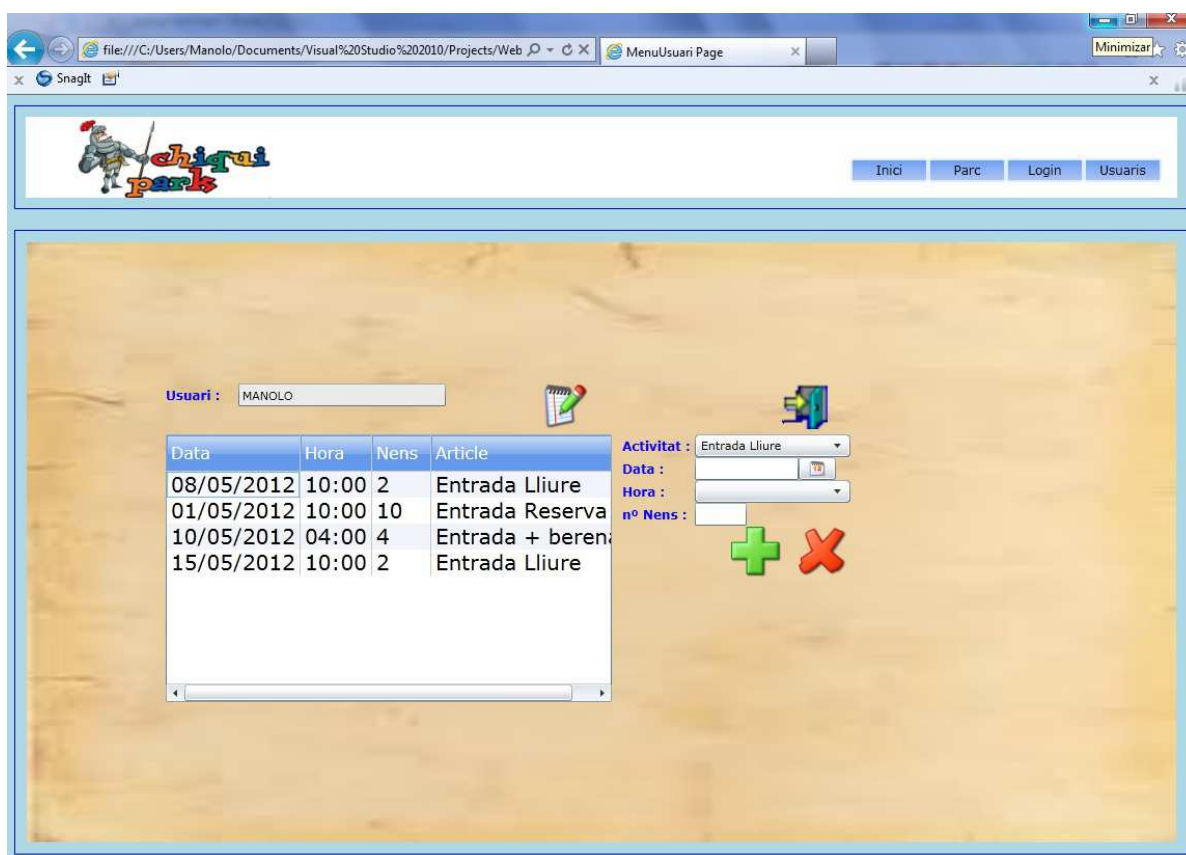 file:///C:/Users/Manolo/Documents/Visual%20Studio%202010/Projects/Web
MenuUsuari Page
Minimizar
SnagIt
chiqui
park
Inici Parc Login Usuaris
Usuari : MANOLO
Data Hora Nens Article
08/05/2012 10:00 2 Entrada Lliure
01/05/2012 10:00 10 Entrada Reserva
10/05/2012 04:00 4 Entrada + beren
15/05/2012 10:00 2 Entrada Lliure
Activitat : Entrada Lliure
Data :
Hora :
nº Nens :